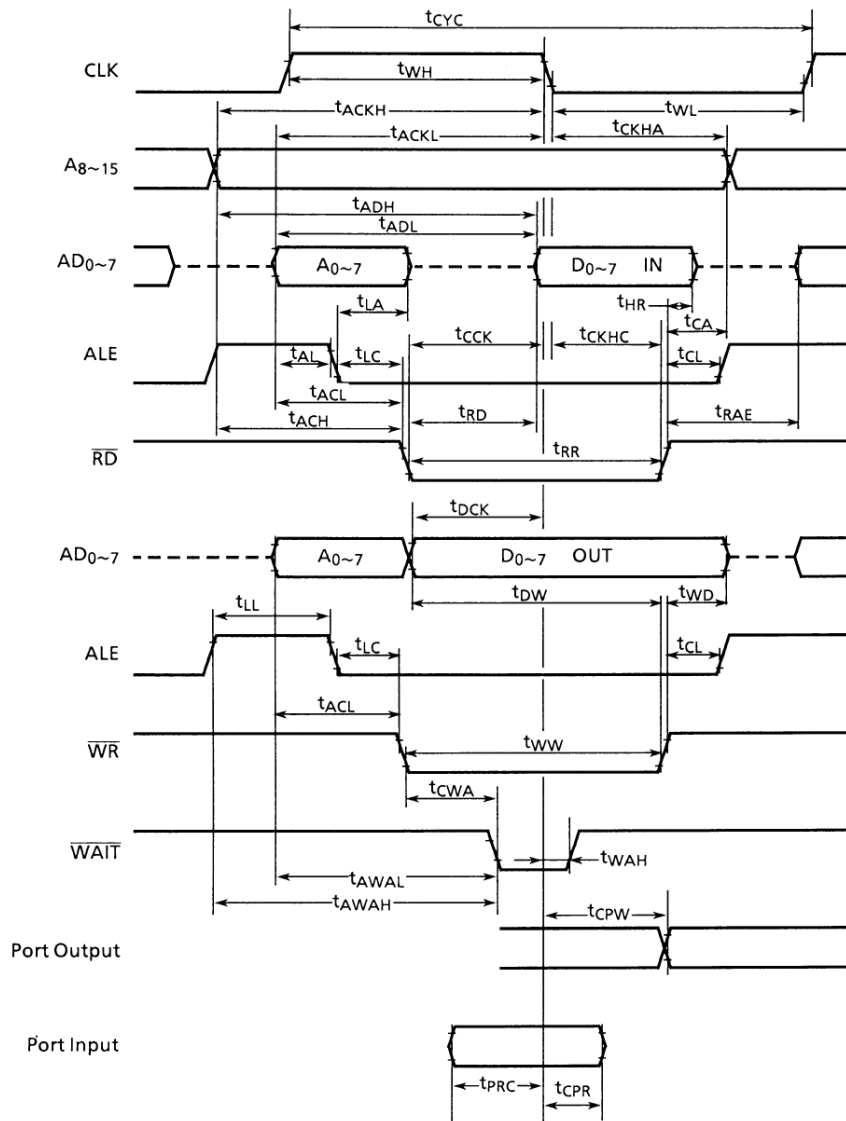 tCYC
CLK
tWH
tACKH
tWL
tACKL
tCKHA
A8~15
tADH
tADL
AD0~7
A0~7
D0~7 IN
tHR
tLA
tCA
tCCK
tCKHC
ALE
tAL
tLC
tCL
tACL
tRD
tRAE
tACH
RD
tRR
tDCK
AD0~7
A0~7
D0~7 OUT
tDW
tWD
tLL
tLC
tCL
ALE
tACL
WR
tWW
tCWA
WAIT
tWAH
tAWAL
tAWAH
tCPW
Port Output
Port Input
tPRC
tCPR